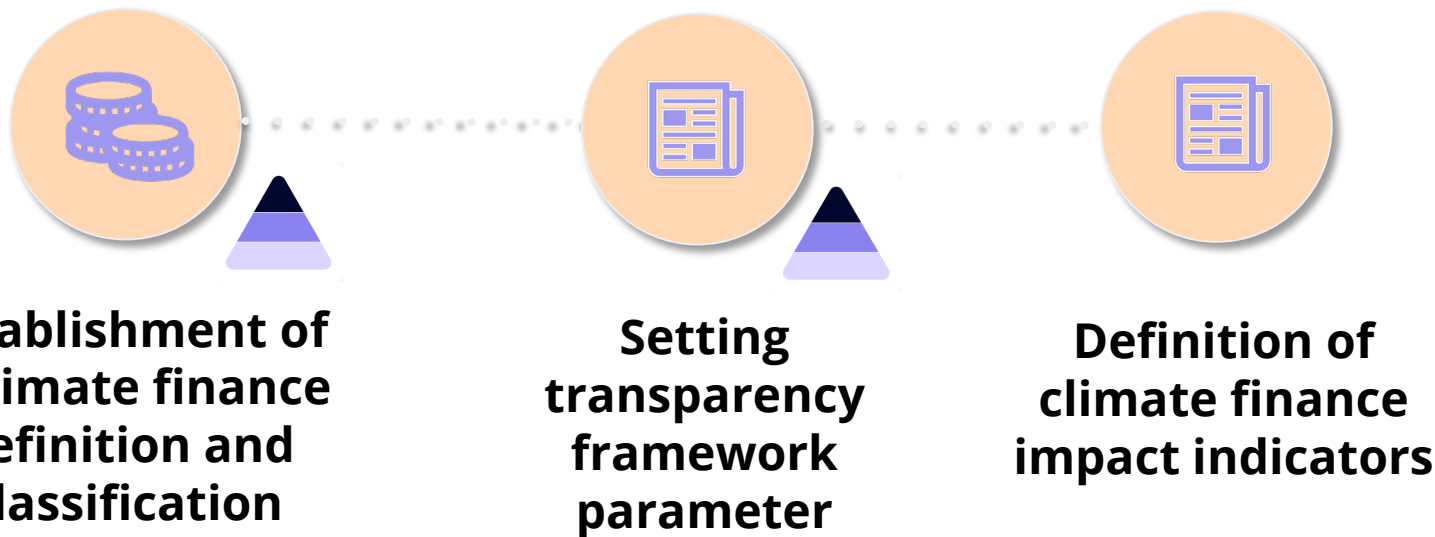 ablishment of
imate finance
efinition and
lassification
Setting
transparency
framework
parameter
Definition of
climate finance
impact indicators